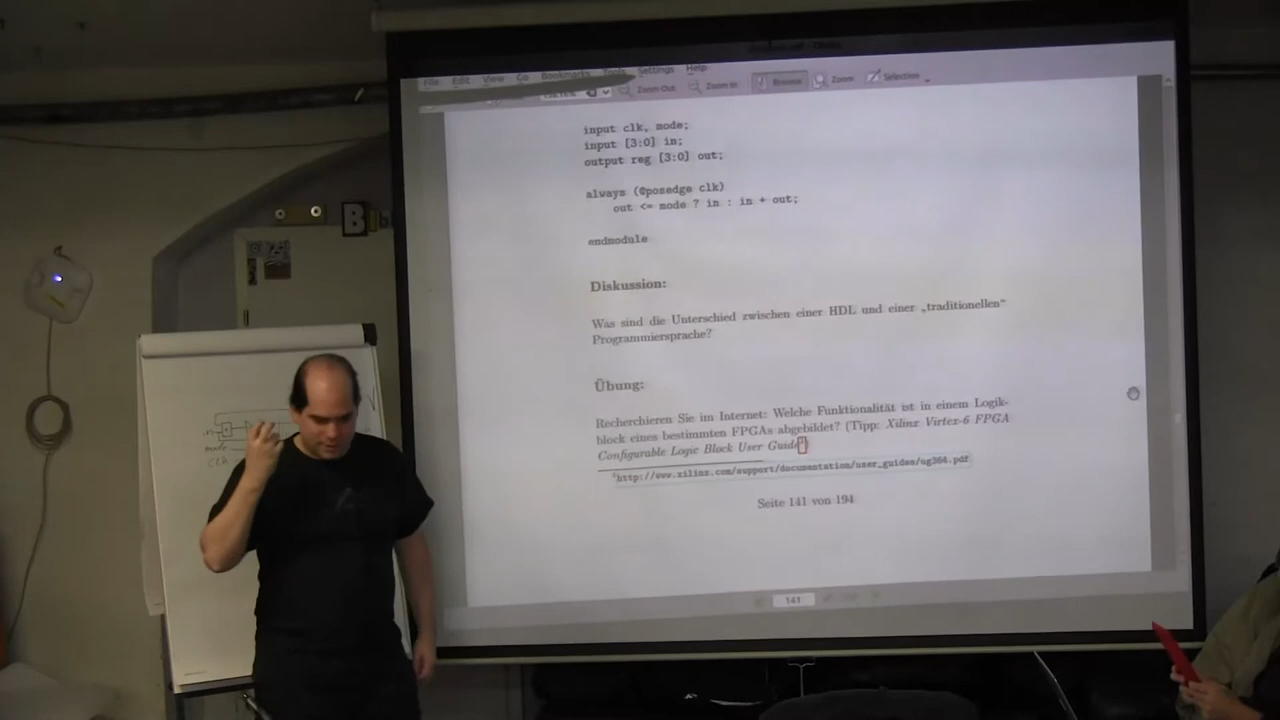 File Edit View Go Bookmarks Tools Settings Help
Zoom Out Zoom In Browse Zoom Selection
input clk, mode;
input [3:0] in;
output reg [3:0] out;
always (@posedge clk)
out <= mode ? in : in + out;
endmodule
Diskussion:
Was sind die Unterschied zwischen einer HDL und einer „traditionellen“
Programmiersprache?
Übung:
Recherchieren Sie im Internet: Welche Funktionalität ist in einem Logik-
block eines bestimmten FPGAs abgebildet? (Tipp: Xilinx Virtex-6 FPGA
Configurable Logic Block User Guide)
http://www.xilinx.com/support/documentation/user_guides/ug364.pdf
Seite 141 von 194
141
B
mode
CLK